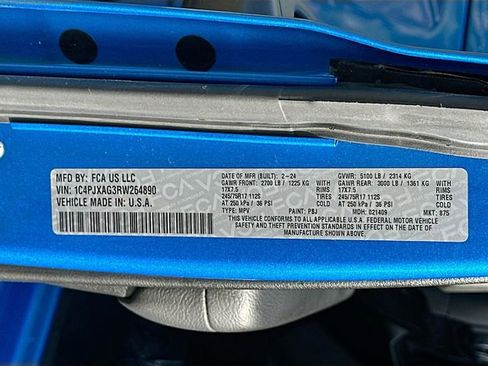 MFD BY: FCA US LLC
VIN: 1C4PJXAG3RW264890
VEHICLE MADE IN: U.S.A.
DATE OF MFR (BUILT): 2-24 GVWR: 5100 LB / 2314 KG
GAWR FRONT: 2700 LB / 1225 KG GAWR REAR: 3000 LB / 1361 KG
17X7.5 RIMS 17X7.5 RIMS
245/75R17 112S TIRES 245/75R17 112S TIRES
AT 250 kPa / 36 PSI COLD AT 250 kPa / 36 PSI COLD
TYPE: MPV PAINT: PBJ MDH: 021409 MKT: 875
THIS VEHICLE CONFORMS TO ALL APPLICABLE U.S.A. FEDERAL MOTOR VEHICLE
SAFETY AND THEFT PREVENTION STANDARDS IN EFFECT ON THE DATE OF
MANUFACTURE SHOWN ABOVE.